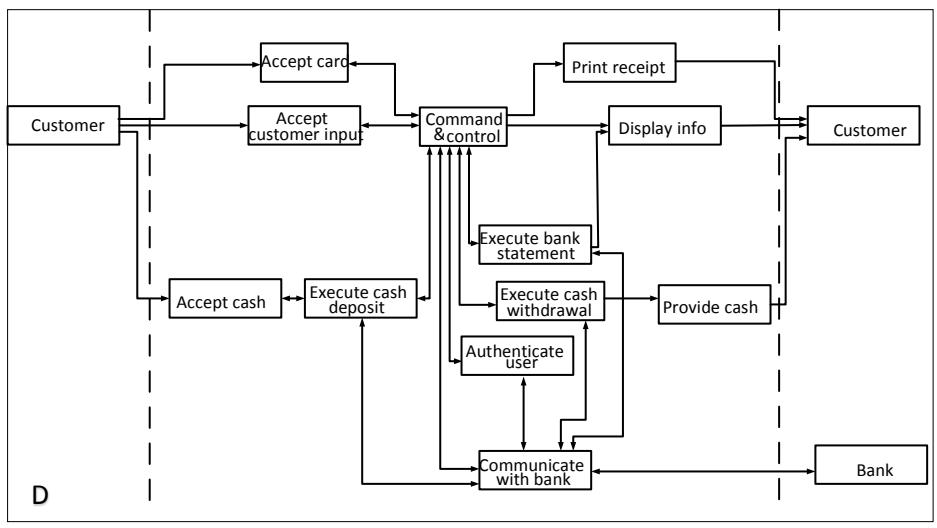 Accept card
Print receipt
Customer
Accept
customer input
Command
& control
Display info
Customer
Execute bank
statement
Accept cash
Execute cash
deposit
Execute cash
withdrawal
Provide cash
Authenticate
user
Communicate
with bank
Bank
D